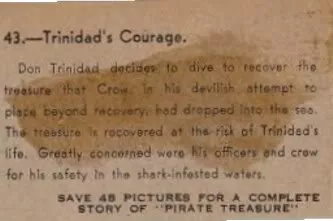 43.—Trinidad's Courage.
Don Trinidad decides to dive to recover the
treasure that Crow, in his devilish attempt to
place beyond recovery, had dropped into the sea.
The treasure is recovered at the risk of Trinidad's
life. Greatly concerned were his officers and crew
for his safety in the shark-infested waters.
SAVE 48 PICTURES FOR A COMPLETE
STORY OF "PIRATE TREASURE"